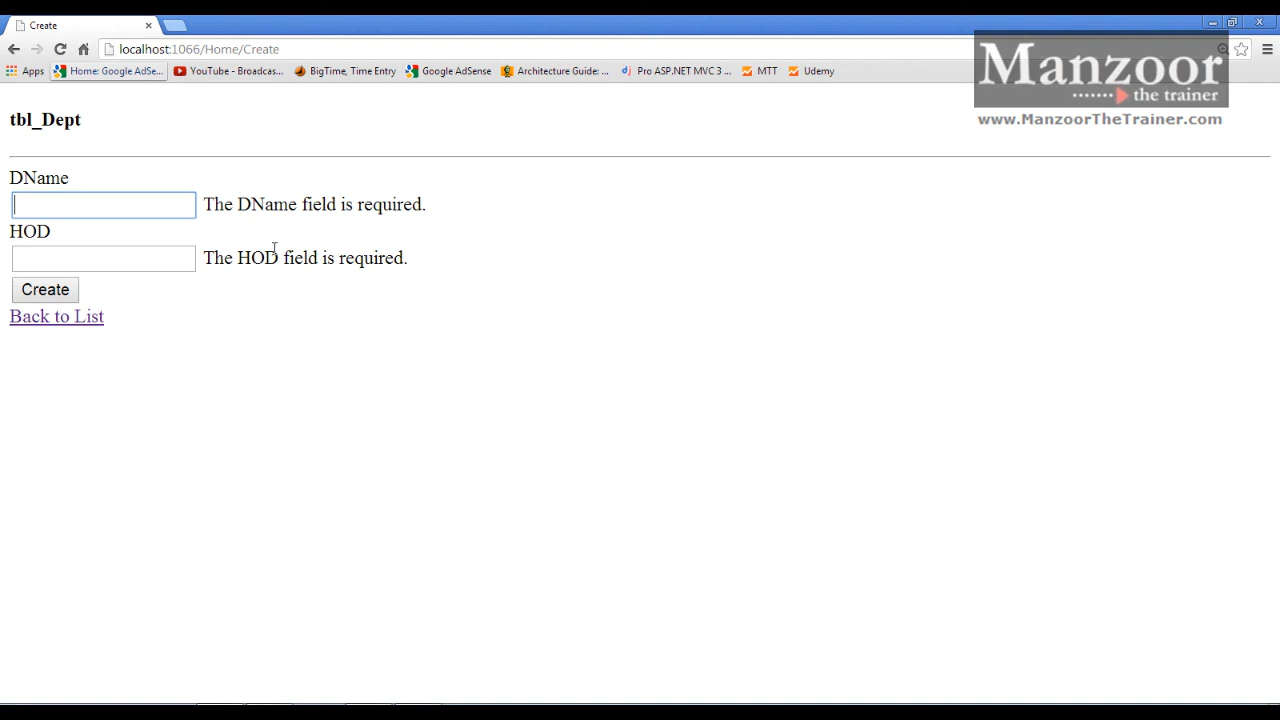 Create
localhost:1066/Home/Create
Apps Home: Google AdSe... YouTube - Broadcas... BigTime, Time Entry Google AdSense Architecture Guide: ... Pro ASP.NET MVC 3 ... MTT Udemy
Manzoor
the trainer
www.ManzoorTheTrainer.com
tbl_Dept
DName
The DName field is required.
HOD
The HOD field is required.
Create
Back to List